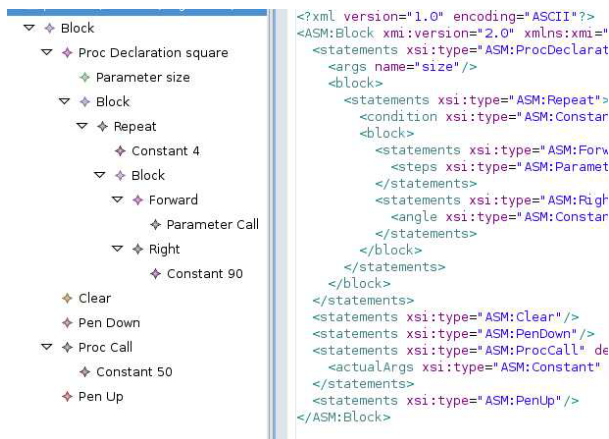 Block
Proc Declaration square
Parameter size
Block
Repeat
Constant 4
Block
Forward
Parameter Call
Right
Constant 90
Clear
Pen Down
Proc Call
Constant 50
Pen Up
<?xml version="1.0" encoding="ASCII"?>
<ASM:Block xmi:version="2.0" xmlns:xmi="
<statements xsi:type="ASM:ProcDeclarat
<args name="size"/>
<block>
<statements xsi:type="ASM:Repeat">
<condition xsi:type="ASM:Constan
<block>
<statements xsi:type="ASM:Forw
<steps xsi:type="ASM:Paramet
</statements>
<statements xsi:type="ASM:Righ
<angle xsi:type="ASM:Constan
</statements>
</block>
</statements>
</block>
</statements>
<statements xsi:type="ASM:Clear"/>
<statements xsi:type="ASM:PenDown"/>
<statements xsi:type="ASM:ProcCall" de
<actualArgs xsi:type="ASM:Constant"
</statements>
<statements xsi:type="ASM:PenUp"/>
</ASM:Block>